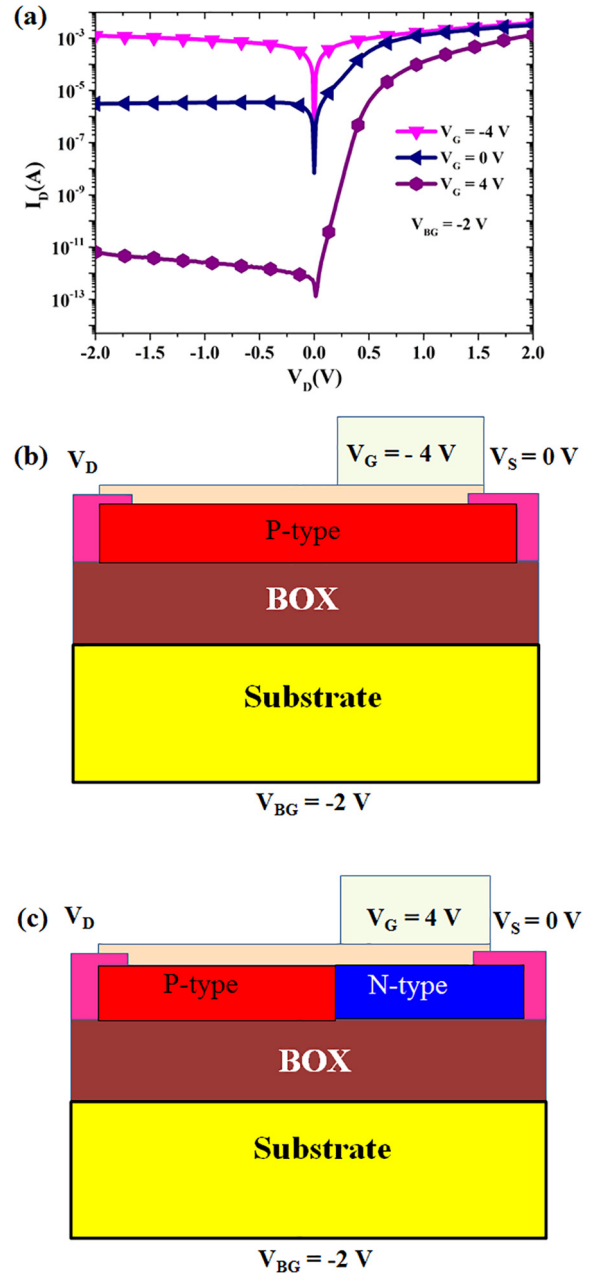 (a)
10⁻³
10⁻⁵
10⁻⁷
10⁻⁹
10⁻¹¹
10⁻¹³
I_D(A)
V_G = -4 V
V_G = 0 V
V_G = 4 V
V_BG = -2 V
-2.0 -1.5 -1.0 -0.5 0.0 0.5 1.0 1.5 2.0
V_D(V)
(b)
V_D
V_G = - 4 V
V_S = 0 V
P-type
BOX
Substrate
V_BG = -2 V
(c)
V_D
V_G = 4 V
V_S = 0 V
P-type N-type
BOX
Substrate
V_BG = -2 V